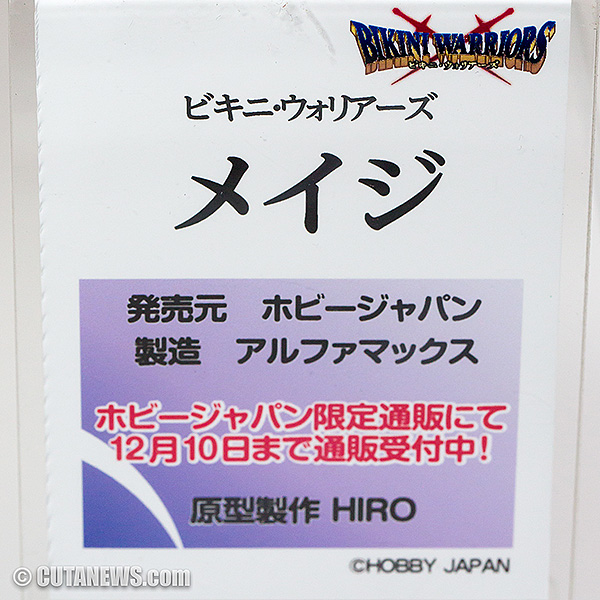 BIKINI WARRIORS
ビキニ・ウォリアーズ
ビキニ・ウォリアーズ
メイジ
発売元 ホビージャパン
製造 アルファマックス
ホビージャパン限定通販にて
12月10日まで通販受付中!
原型製作 HIRO
©HOBBY JAPAN
© CUTANEWS.com